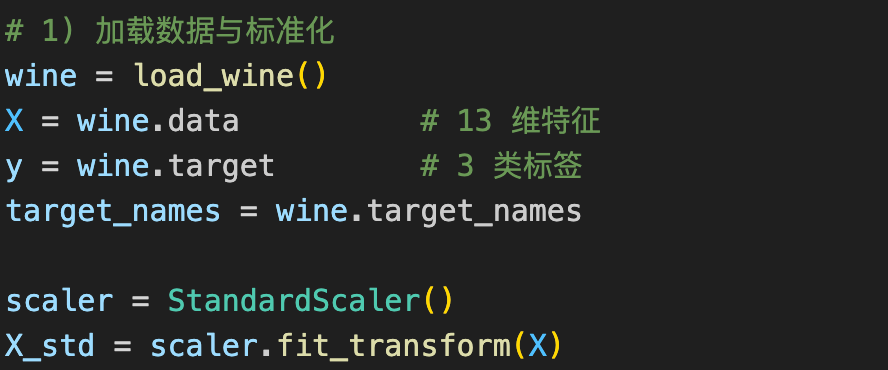 # 1) 加载数据与标准化
wine = load_wine()
X = wine.data          # 13 维特征
y = wine.target        # 3 类标签
target_names = wine.target_names

scaler = StandardScaler()
X_std = scaler.fit_transform(X)